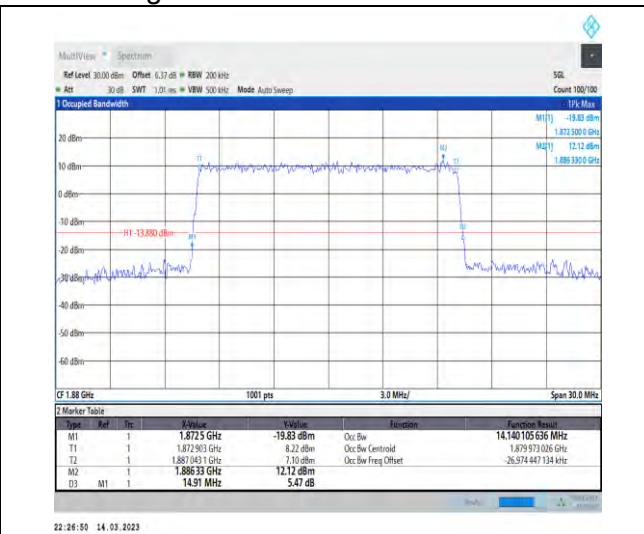 MultiView Spectrum
Ref Level 30.00 dBm Offset 6.37 dB RBW 200 kHz SGL
Att 30 dB SWT 1.01 ms VBW 500 kHz Mode Auto Sweep Count 100/100
1 Occupied Bandwidth 1Pk Max
M1[1] -19.83 dBm
1.872 500 0 GHz
M2[1] 12.12 dBm
1.886 330 0 GHz
20 dBm
M2
T1 T2
10 dBm
0 dBm
-10 dBm
H1 -13.880 dBm
M1
-20 dBm
-30 dBm
-40 dBm
-50 dBm
-60 dBm
CF 1.88 GHz 1001 pts 3.0 MHz/ Span 30.0 MHz
2 Marker Table
Type Ref Trc X-Value Y-Value Function Function Result
M1 1 1.8725 GHz -19.83 dBm Occ Bw 14.140 105 636 MHz
T1 1 1.872 903 GHz 8.22 dBm Occ Bw Centroid 1.879 973 026 GHz
T2 1 1.887 043 1 GHz 7.10 dBm Occ Bw Freq Offset -26.974 447 134 kHz
M2 1 1.886 33 GHz 12.12 dBm
D3 M1 1 14.91 MHz 5.47 dB
22:26:50 14.03.2023